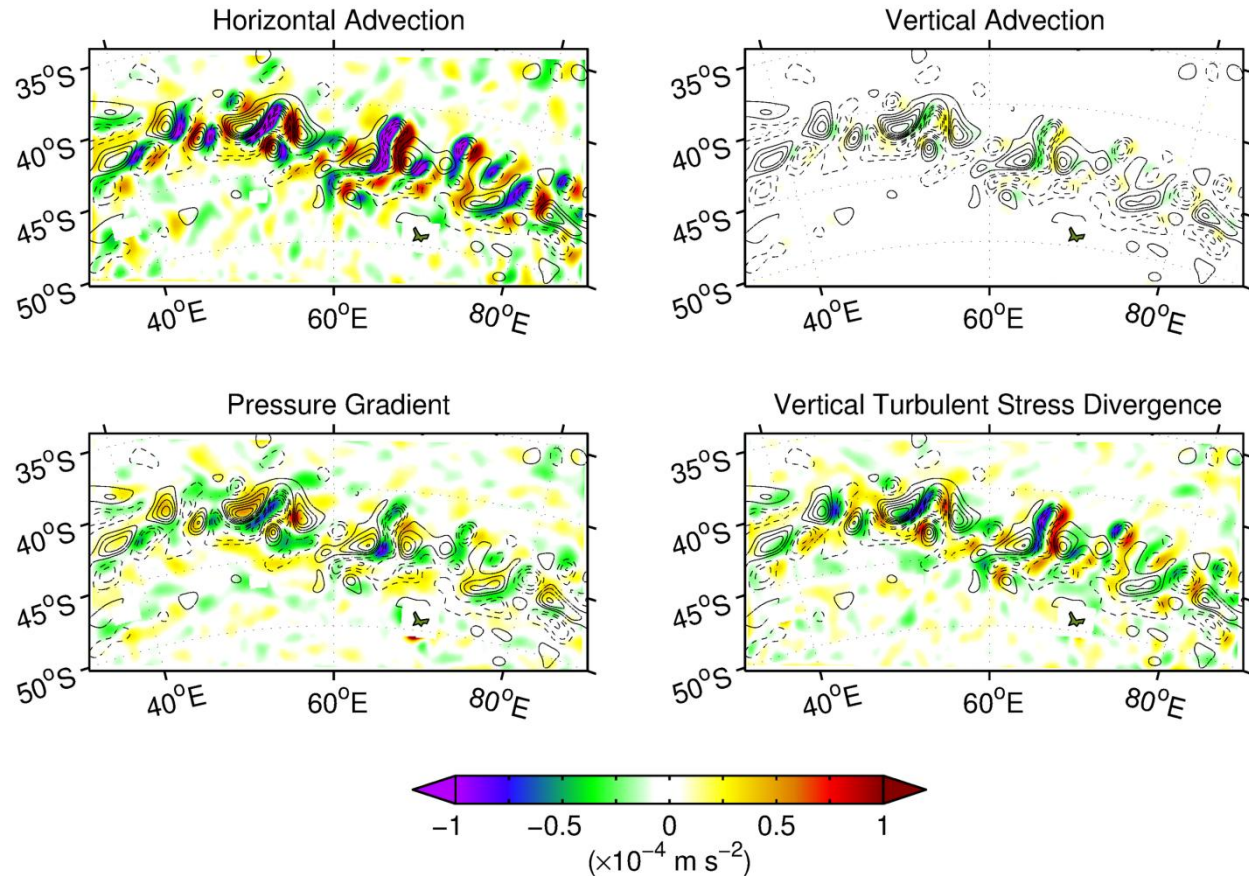 Horizontal Advection
35°S
40°S
45°S
50°S
40°E
60°E
80°E
Vertical Advection
35°S
40°S
45°S
50°S
40°E
60°E
80°E
Pressure Gradient
35°S
40°S
45°S
50°S
40°E
60°E
80°E
Vertical Turbulent Stress Divergence
35°S
40°S
45°S
50°S
40°E
60°E
80°E
−1 −0.5 0 0.5 1
(×10⁻⁴ m s⁻²)